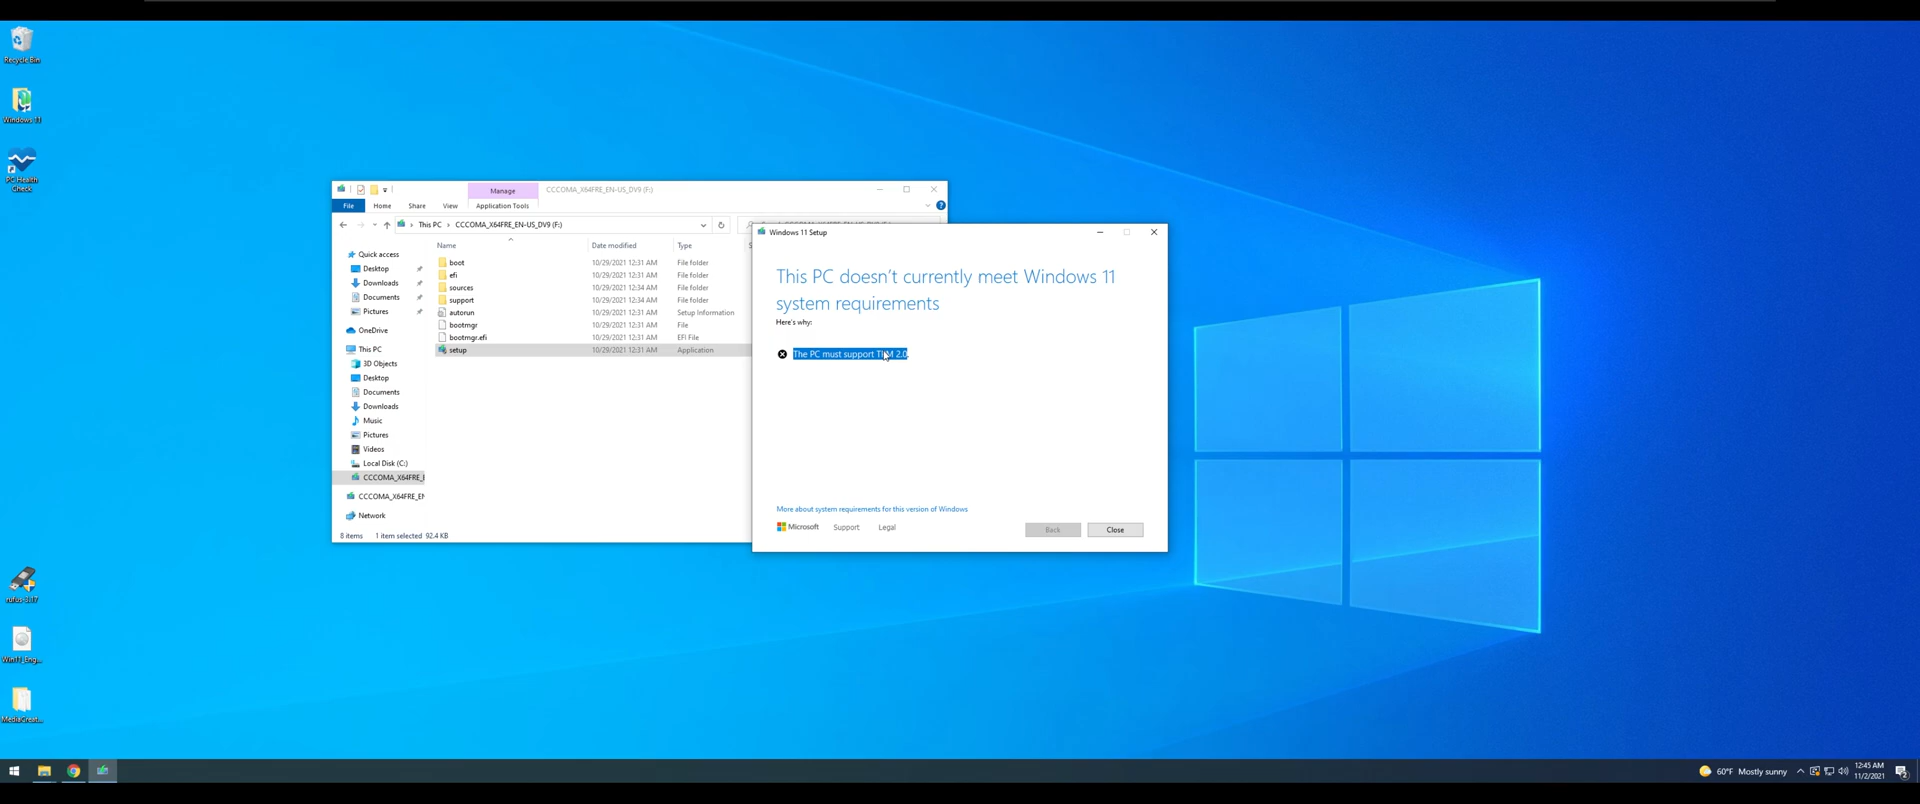 Recycle Bin
Windows 11
PC Health
Check
rufus-3.17
Win11_Eng...
MediaCreat...
Manage
CCCOMA_X64FRE_EN-US_DV9 (F:)
File
Home
Share
View
Application Tools
This PC > CCCOMA_X64FRE_EN-US_DV9 (F:)
Name
Date modified
Type
S
Quick access
Desktop
Downloads
Documents
Pictures
OneDrive
This PC
3D Objects
Desktop
Documents
Downloads
Music
Pictures
Videos
Local Disk (C:)
CCCOMA_X64FRE_E
CCCOMA_X64FRE_EN
Network
boot 10/29/2021 12:31 AM File folder
efi 10/29/2021 12:31 AM File folder
sources 10/29/2021 12:34 AM File folder
support 10/29/2021 12:34 AM File folder
autorun 10/29/2021 12:31 AM Setup Information
bootmgr 10/29/2021 12:31 AM File
bootmgr.efi 10/29/2021 12:31 AM EFI File
setup 10/29/2021 12:31 AM Application
8 items 1 item selected 92.4 KB
Windows 11 Setup
This PC doesn't currently meet Windows 11
system requirements
Here's why:
The PC must support TPM 2.0.
More about system requirements for this version of Windows
Microsoft Support Legal
Back
Close
60°F Mostly sunny
12:45 AM
11/2/2021
2